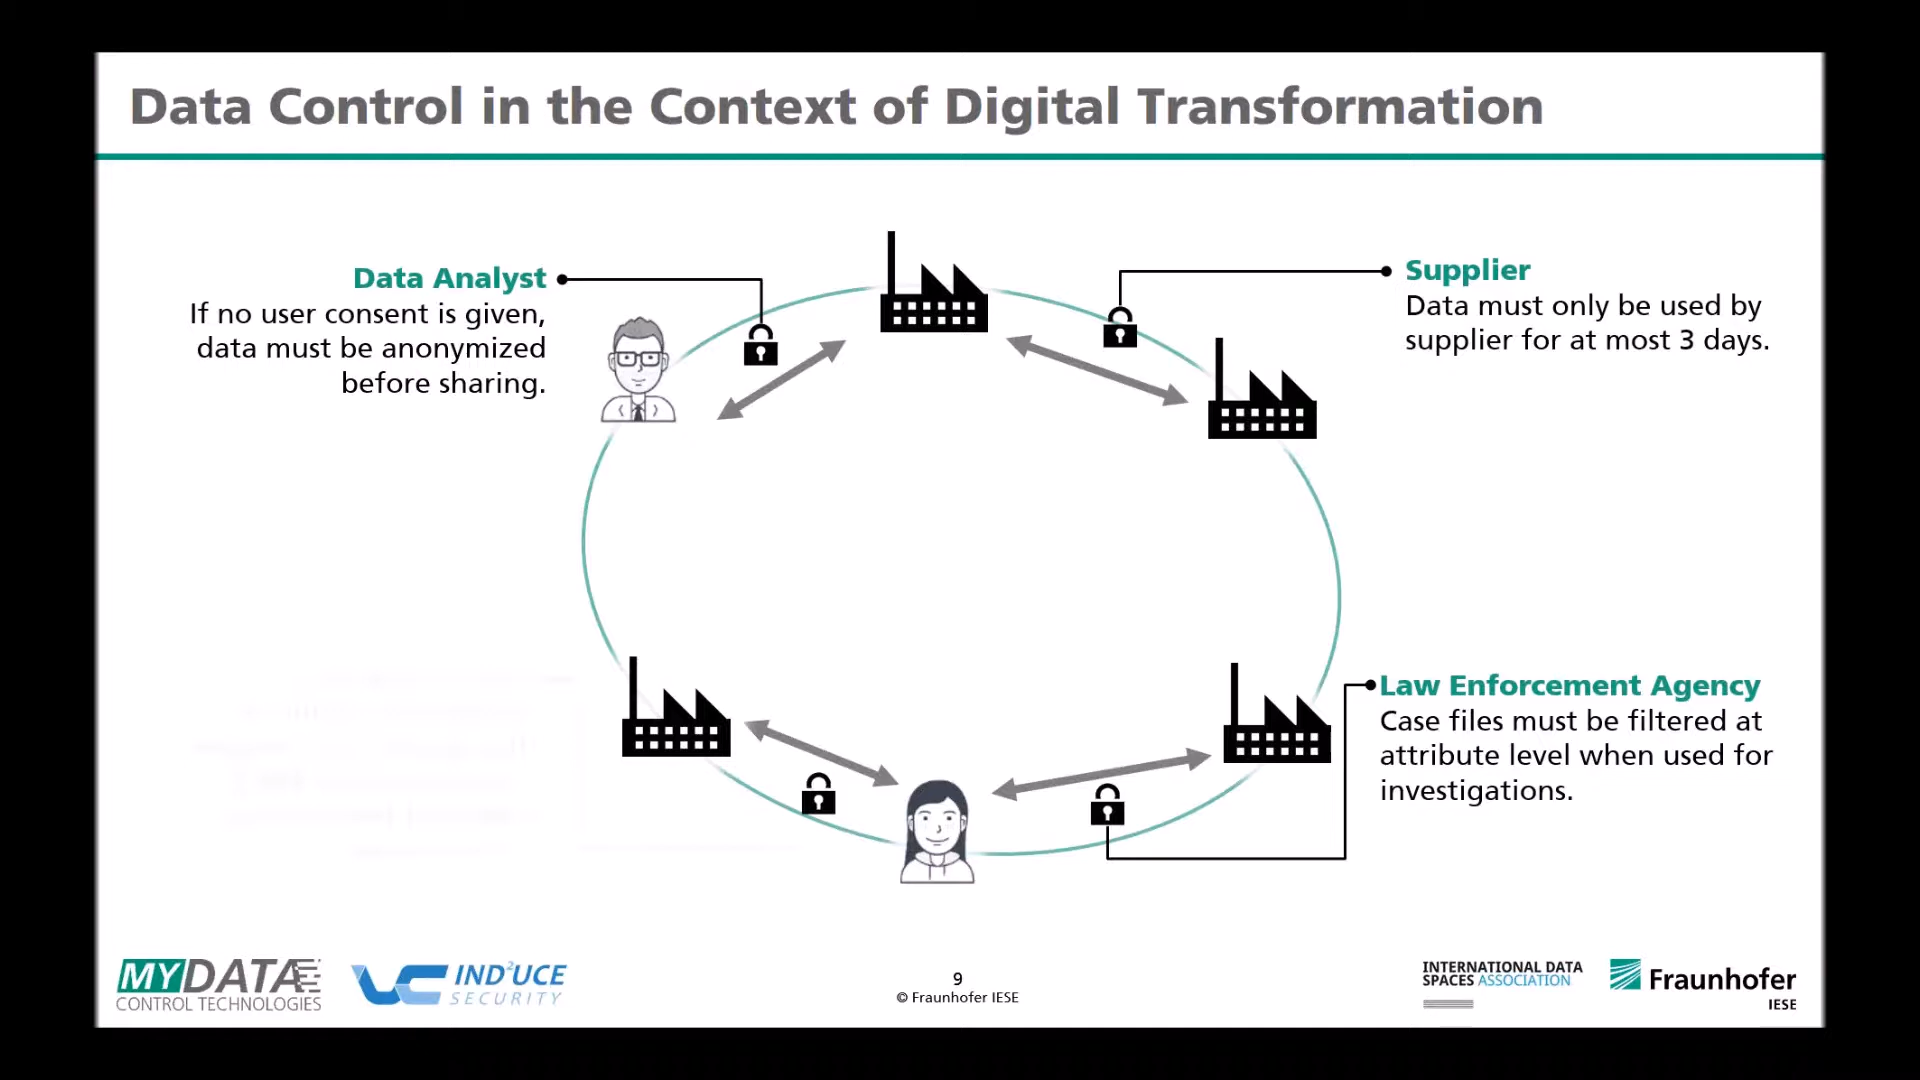 Data Control in the Context of Digital Transformation
Data Analyst
If no user consent is given,
data must be anonymized
before sharing.
Supplier
Data must only be used by
supplier for at most 3 days.
Law Enforcement Agency
Case files must be filtered at
attribute level when used for
investigations.
MYDATA
CONTROL TECHNOLOGIES
IND²UCE
SECURITY
9
© Fraunhofer IESE
INTERNATIONAL DATA
SPACES ASSOCIATION
Fraunhofer
IESE